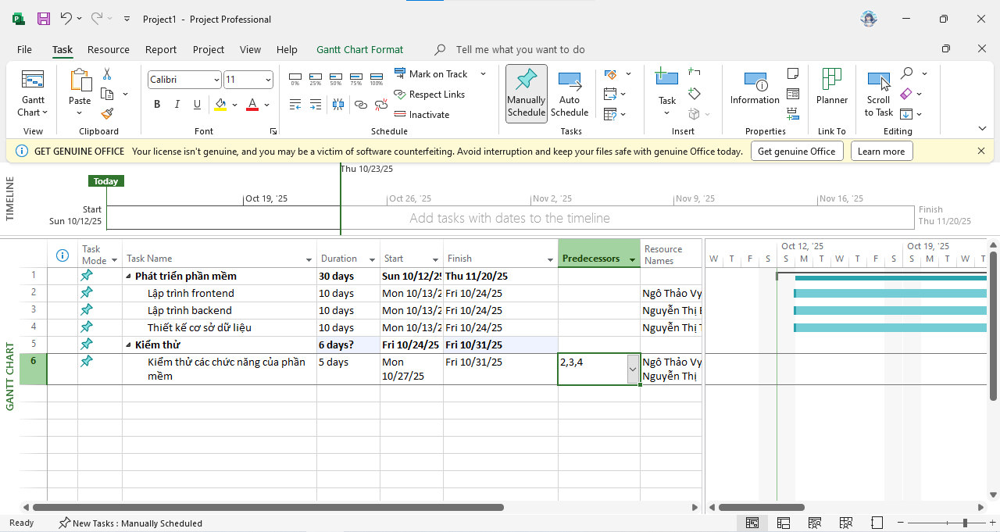 Project1 - Project Professional
File Task Resource Report Project View Help Gantt Chart Format Tell me what you want to do
Gantt Chart
View
Paste
Clipboard
Calibri 11
B I U A
Font
0% 25% 50% 75% 100%
Mark on Track
Respect Links
Inactivate
Schedule
Manually Schedule
Auto Schedule
Tasks
Task
Insert
Information
Properties
Planner
Link To
Scroll to Task
Editing
GET GENUINE OFFICE Your license isn't genuine, and you may be a victim of software counterfeiting. Avoid interruption and keep your files safe with genuine Office today. Get genuine Office Learn more
TIMELINE
Thu 10/23/25
Today
Oct 19, '25 Oct 26, '25 Nov 2, '25 Nov 9, '25 Nov 16, '25
Start
Sun 10/12/25
Add tasks with dates to the timeline
Finish
Thu 11/20/25
GANTT CHART
Task Mode Task Name Duration Start Finish Predecessors Resource Names
Oct 12, '25 Oct 19, '25
W T F S S M T W T F S S M T W T
1 Phát triển phần mềm 30 days Sun 10/12/2 Thu 11/20/25
2 Lập trình frontend 10 days Mon 10/13/2 Fri 10/24/25 Ngô Thảo Vy
3 Lập trình backend 10 days Mon 10/13/2 Fri 10/24/25 Nguyễn Thị
4 Thiết kế cơ sở dữ liệu 10 days Mon 10/13/2 Fri 10/24/25 Nguyễn Thị
5 Kiểm thử 6 days? Fri 10/24/25 Fri 10/31/25
6 Kiểm thử các chức năng của phần mềm 5 days Mon 10/27/25 Fri 10/31/25 2,3,4 Ngô Thảo Vy Nguyễn Thị
Ready New Tasks : Manually Scheduled